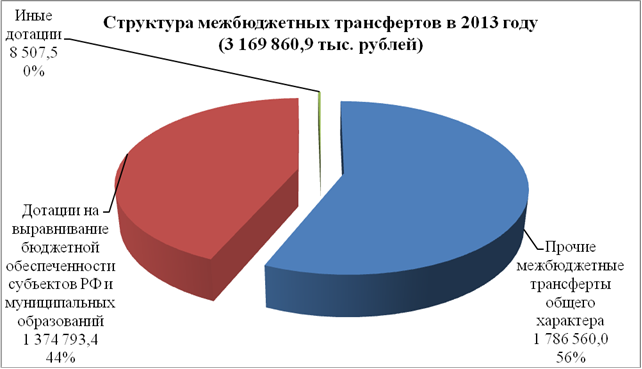 Структура межбюджетных трансфертов в 2013 году
(3 169 860,9 тыс. рублей)
Иные
дотации
8 507,5
0%
Дотации на
выравнивание
бюджетной
обеспеченности
субъектов РФ и
муниципальных
образований
1 374 793,4
44%
Прочие
межбюджетные
трансферты
общего
характера
1 786 560,0
56%